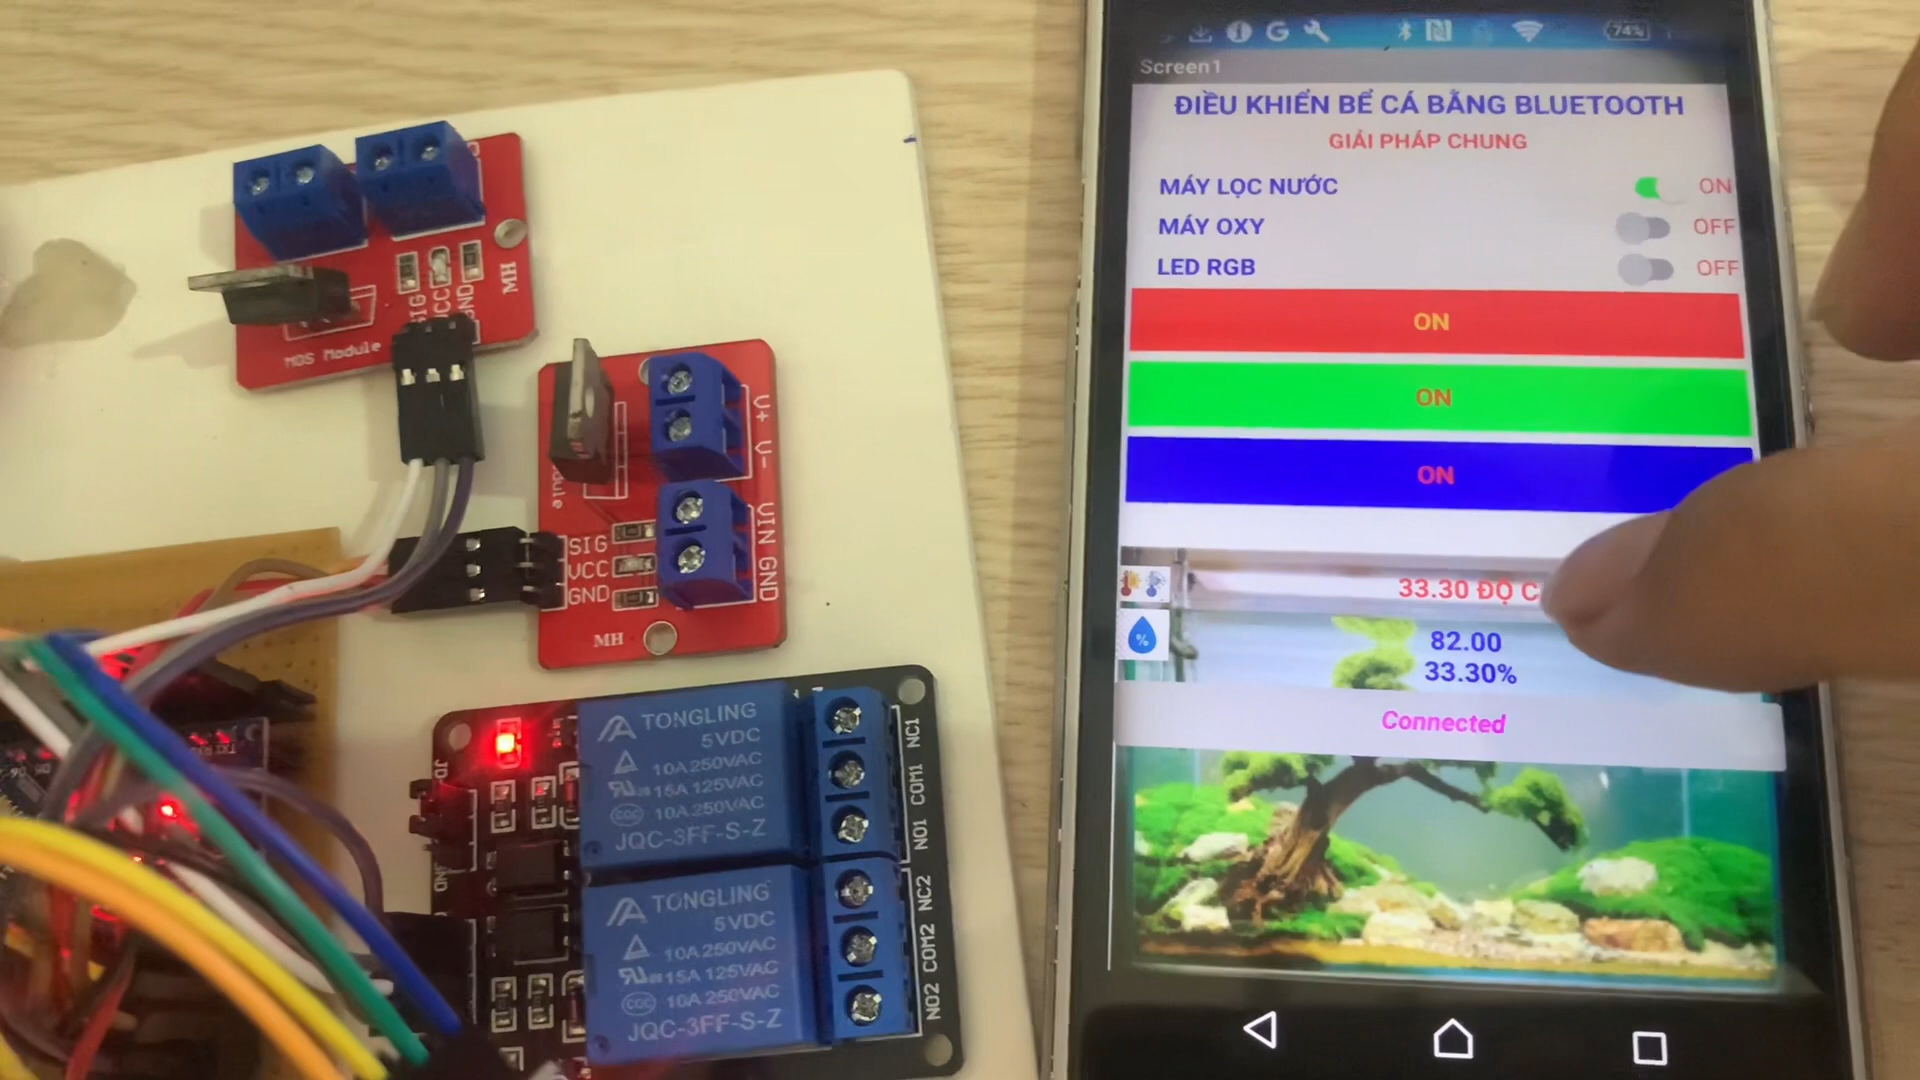 74%
Screen1
ĐIỀU KHIỂN BỂ CÁ BẰNG BLUETOOTH
GIẢI PHÁP CHUNG
MÁY LỌC NƯỚC ON
MÁY OXY OFF
LED RGB OFF
ON
ON
ON
33.30 ĐỘ C
%
82.00
33.30%
Connected
SIG
VCC
GND
MH
MOS Module
V+ V-
VIN GND
SIG
VCC
GND
MH
TONGLING
5VDC
10A 250VAC
15A 125VAC
10A 250VAC
JQC-3FF-S-Z
NO1 COM1 NC1
TONGLING
5VDC
10A 250VAC
15A 125VAC
10A 250VAC
JQC-3FF-S-Z
NO2 COM2 NC2